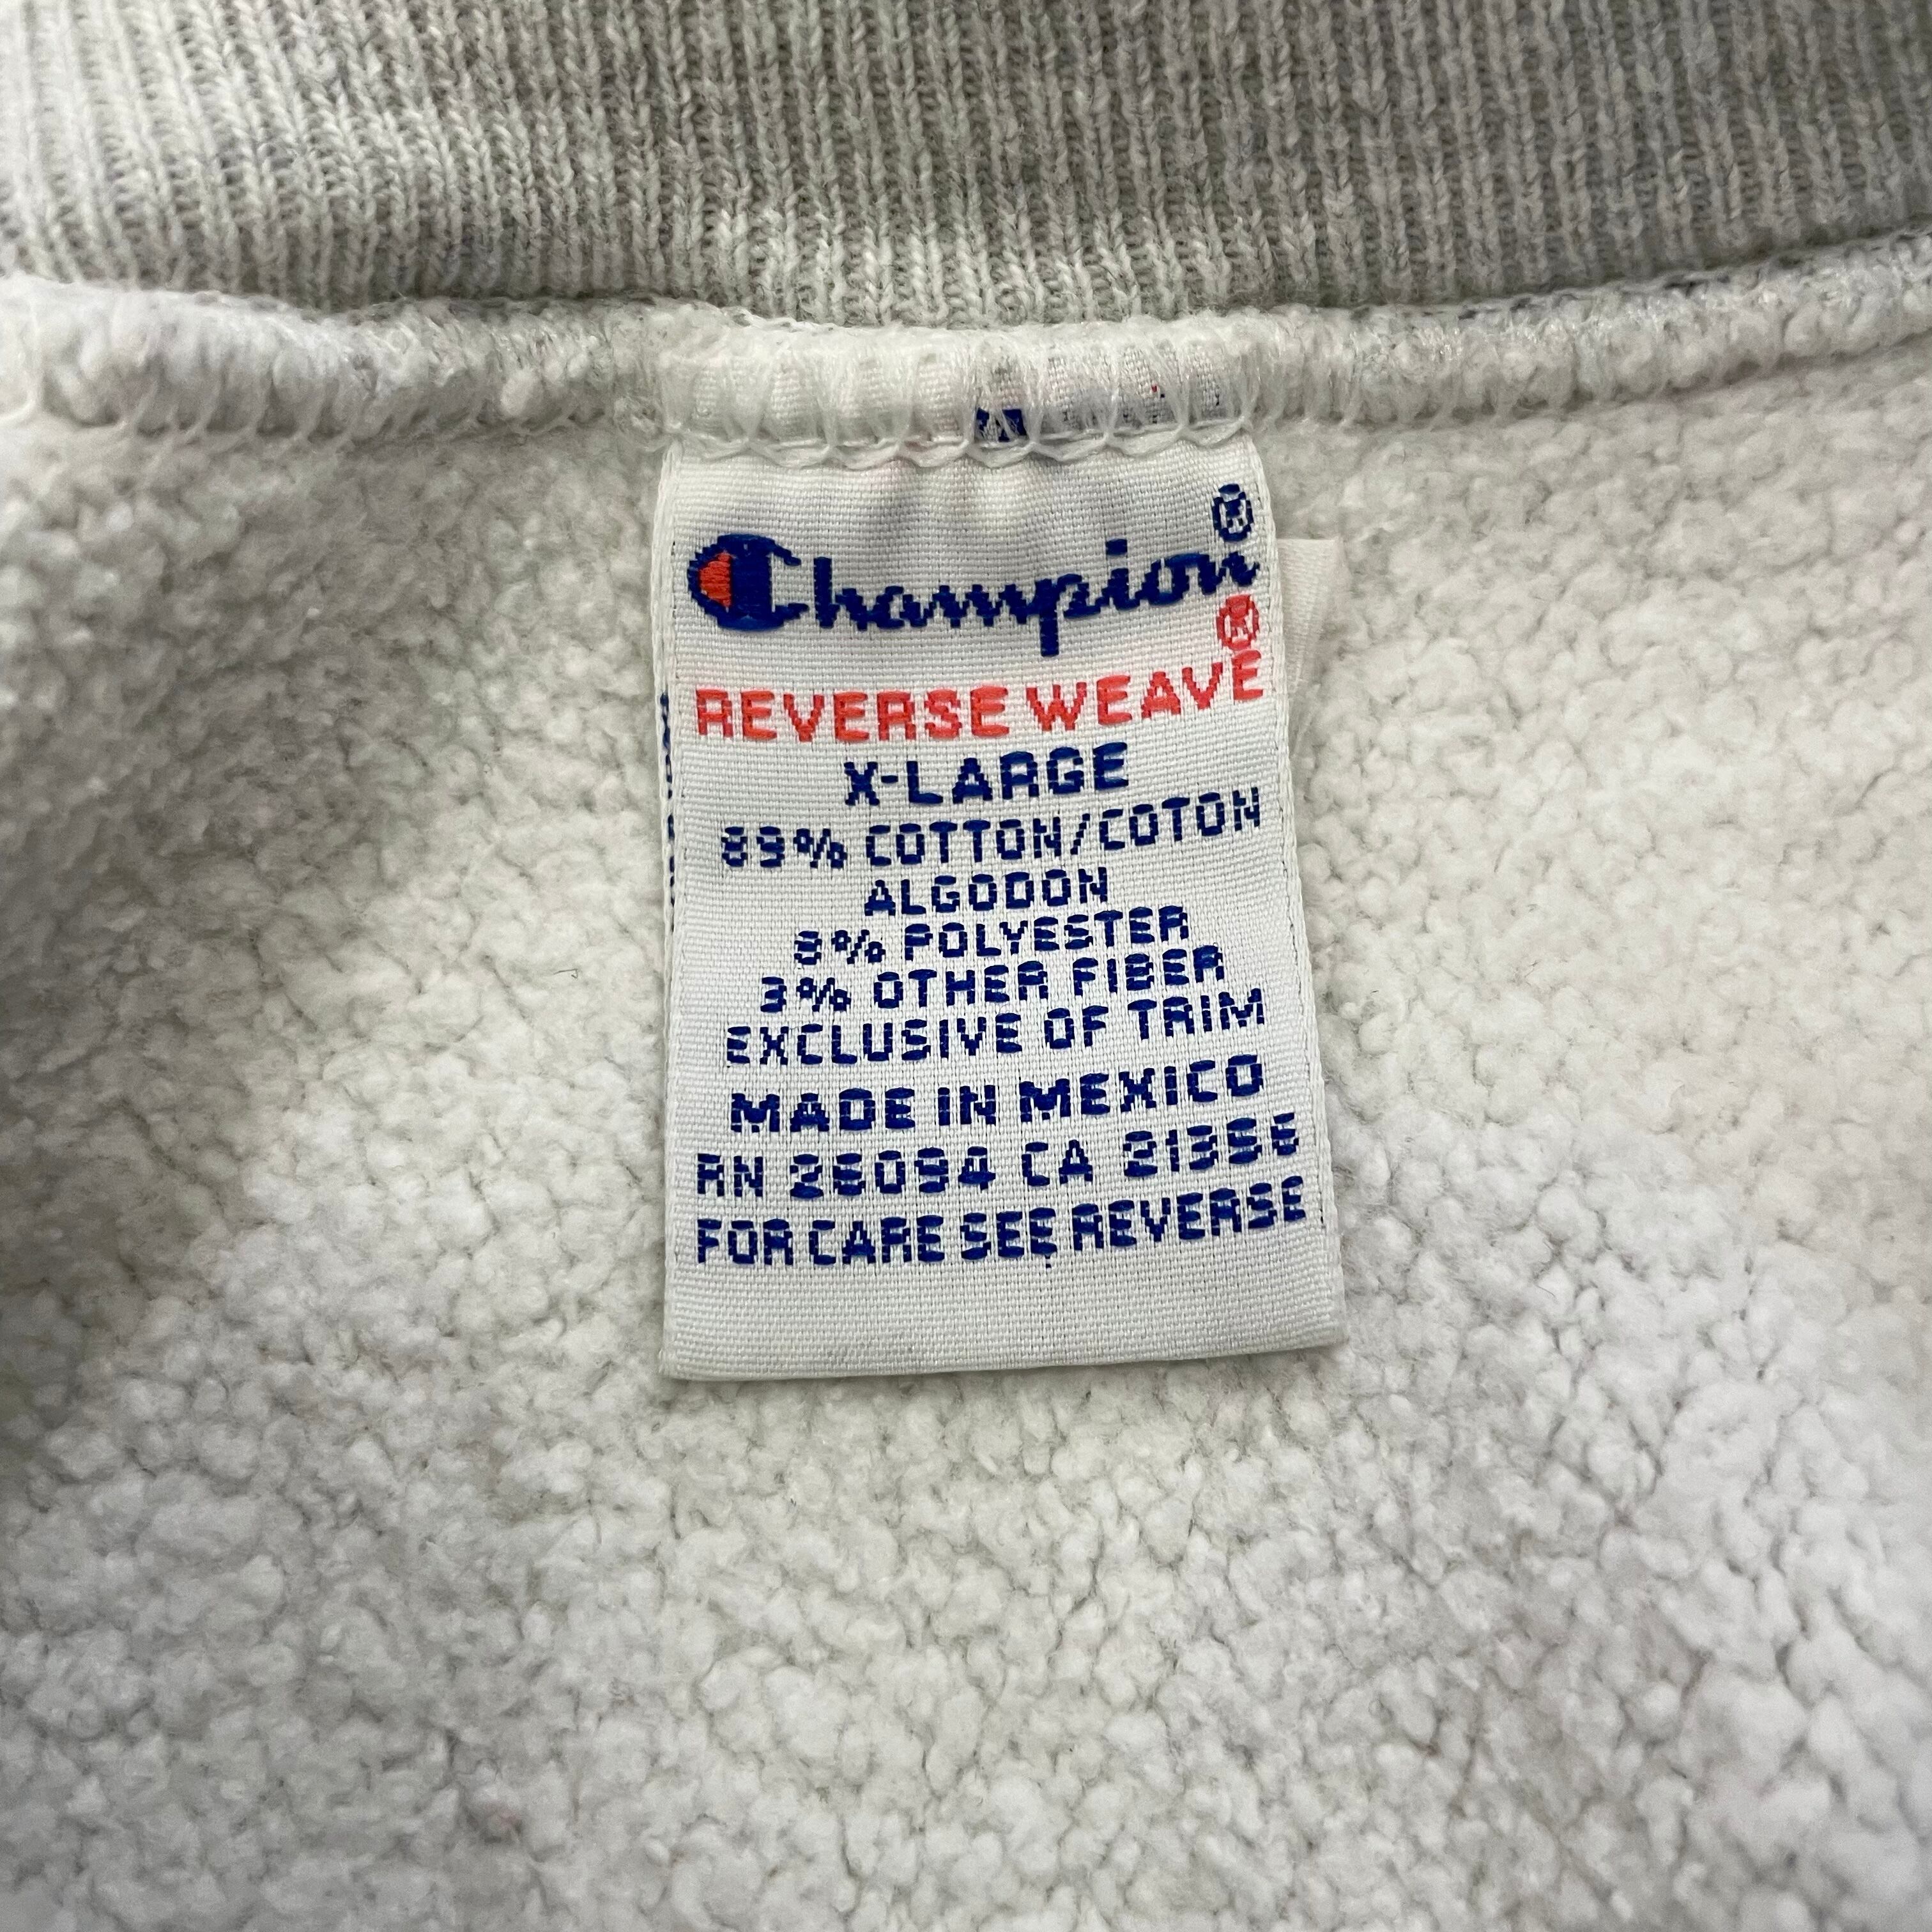 Champion®
REVERSE WEAVE®
X-LARGE
89% COTTON/COTON
ALGODON
8% POLYESTER
3% OTHER FIBER
EXCLUSIVE OF TRIM
MADE IN MEXICO
RN 26094 CA 21356
FOR CARE SEE REVERSE